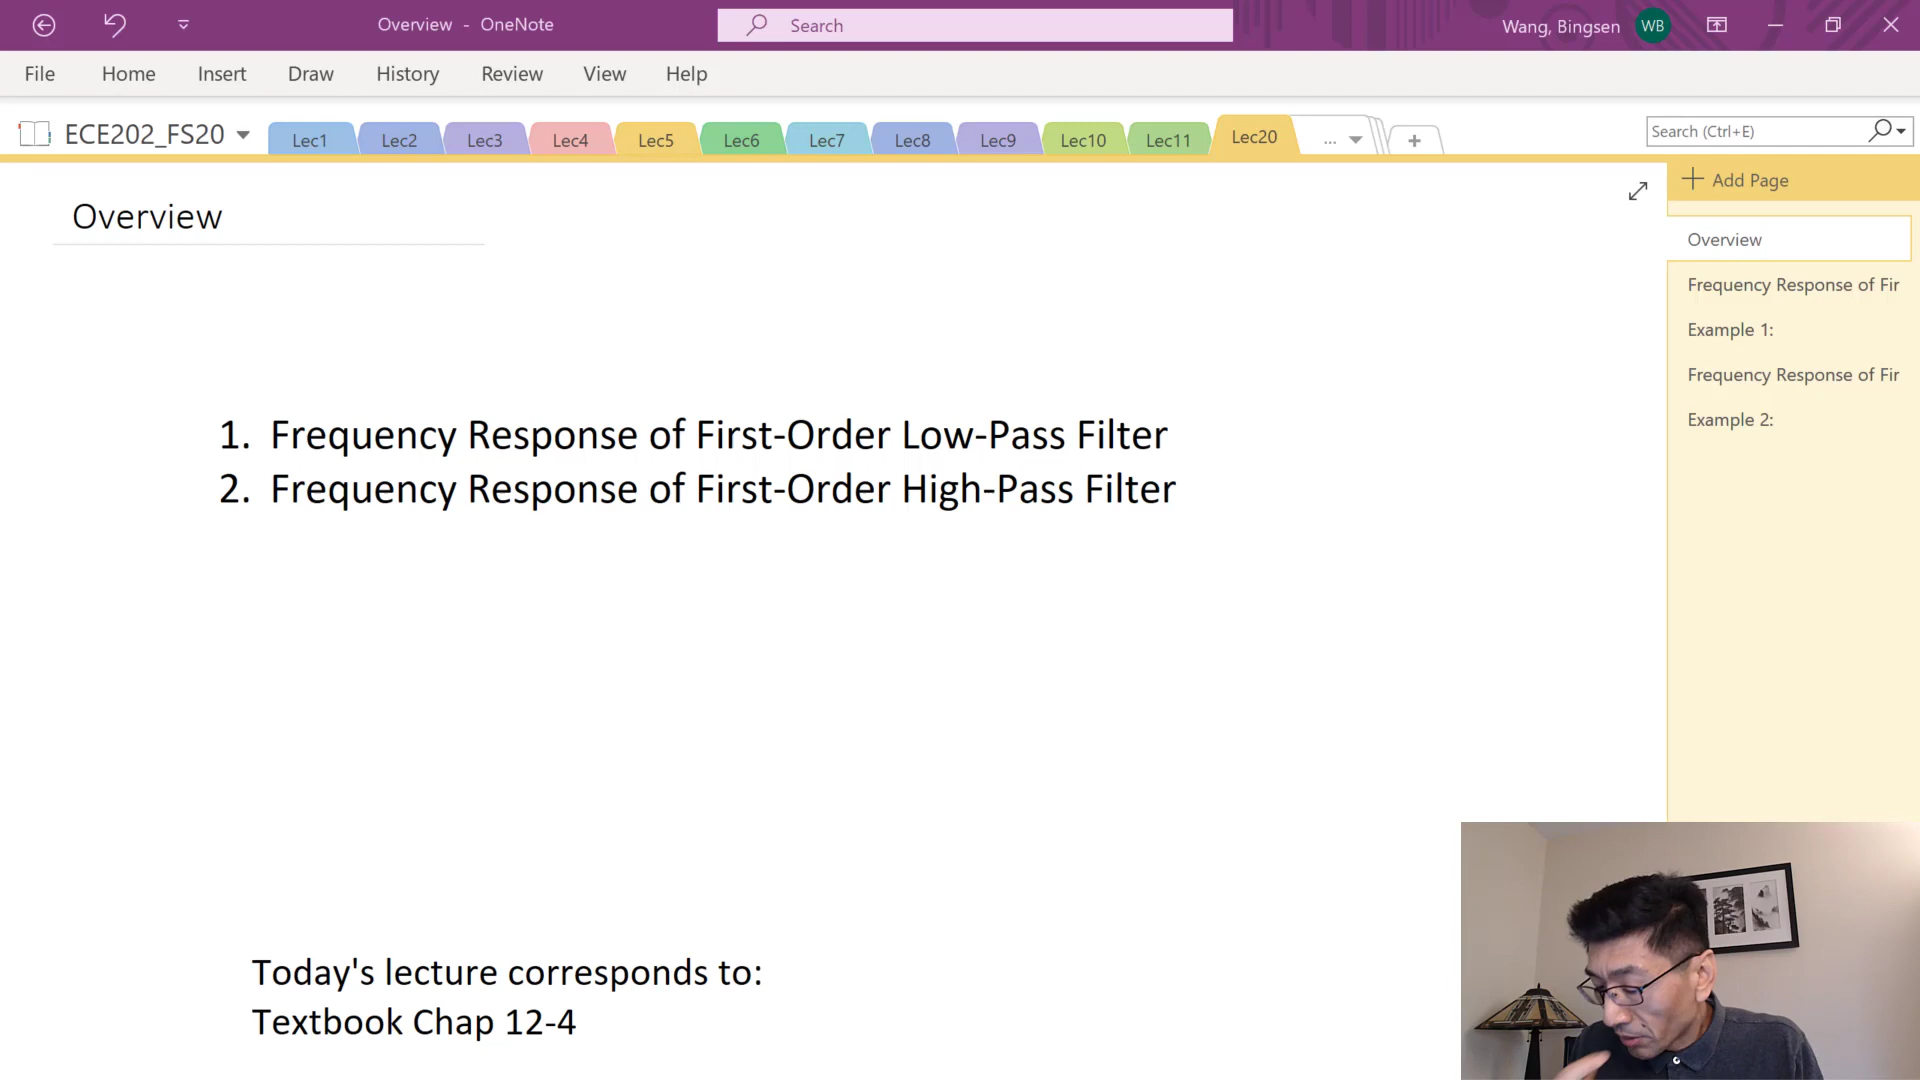 Overview - OneNote
Search
Wang, Bingsen
WB
File Home Insert Draw History Review View Help
ECE202_FS20
Lec1 Lec2 Lec3 Lec4 Lec5 Lec6 Lec7 Lec8 Lec9 Lec10 Lec11 Lec20 ...
Search (Ctrl+E)
Add Page
Overview
Frequency Response of Fir
Example 1:
Frequency Response of Fir
Example 2:
Overview
1. Frequency Response of First-Order Low-Pass Filter
2. Frequency Response of First-Order High-Pass Filter
Today's lecture corresponds to:
Textbook Chap 12-4